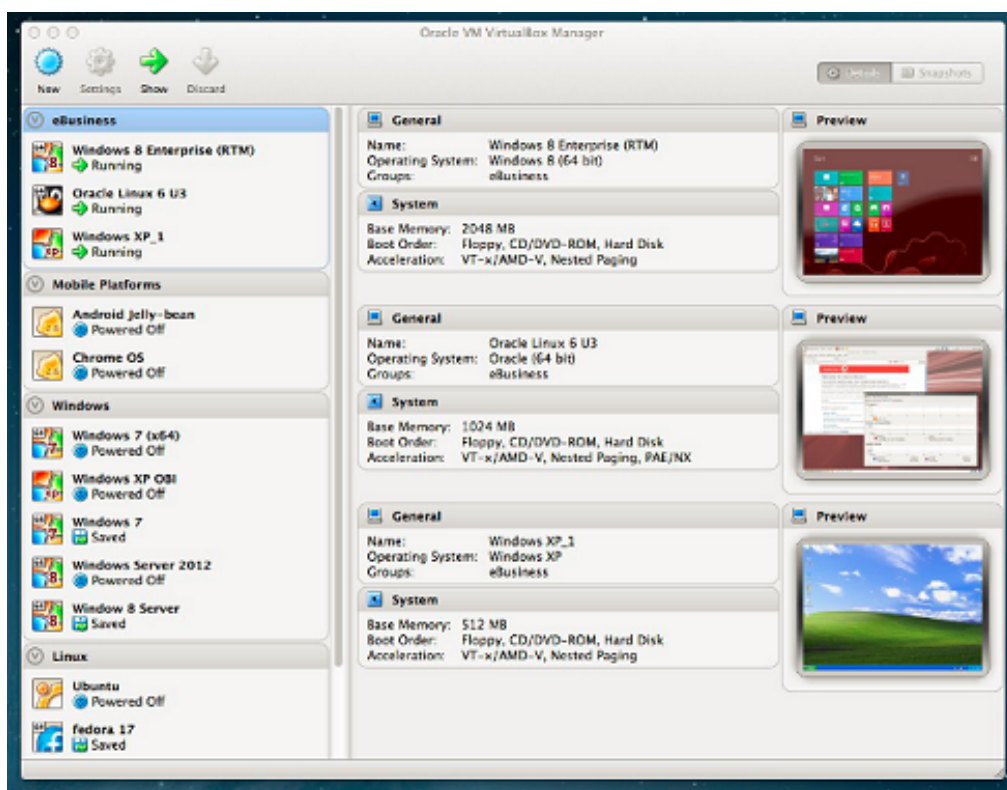 Oracle VM VirtualBox Manager
New Settings Show Discard
Details Snapshots
eBusiness
Windows 8 Enterprise (RTM)
Running
Oracle Linux 6 U3
Running
Windows XP_1
Running
Mobile Platforms
Android Jelly-bean
Powered Off
Chrome OS
Powered Off
Windows
Windows 7 (x64)
Powered Off
Windows XP OBI
Powered Off
Windows 7
Saved
Windows Server 2012
Powered Off
Window 8 Server
Saved
Linux
Ubuntu
Powered Off
fedora 17
Saved
General
Name: Windows 8 Enterprise (RTM)
Operating System: Windows 8 (64 bit)
Groups: eBusiness
System
Base Memory: 2048 MB
Boot Order: Floppy, CD/DVD-ROM, Hard Disk
Acceleration: VT-x/AMD-V, Nested Paging
Preview
Start
General
Name: Oracle Linux 6 U3
Operating System: Oracle (64 bit)
Groups: eBusiness
System
Base Memory: 1024 MB
Boot Order: Floppy, CD/DVD-ROM, Hard Disk
Acceleration: VT-x/AMD-V, Nested Paging, PAE/NX
Preview
General
Name: Windows XP_1
Operating System: Windows XP
Groups: eBusiness
System
Base Memory: 512 MB
Boot Order: Floppy, CD/DVD-ROM, Hard Disk
Acceleration: VT-x/AMD-V, Nested Paging
Preview